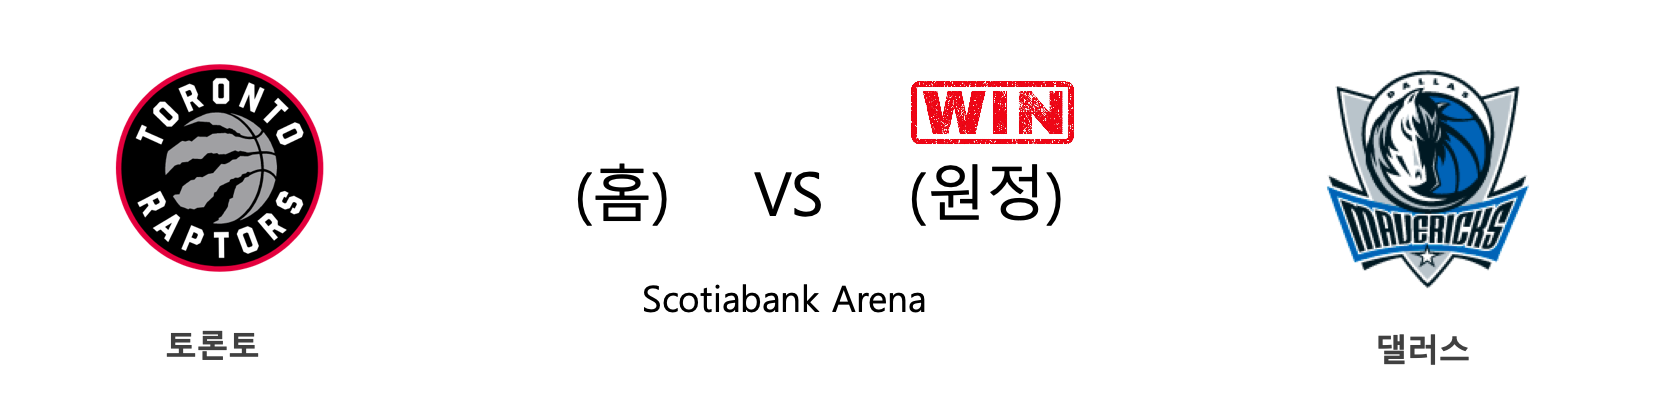 TORONTO
RAPTORS
토론토
WIN
(홈) VS (원정)
Scotiabank Arena
DALLAS
MAVERICKS
댈러스